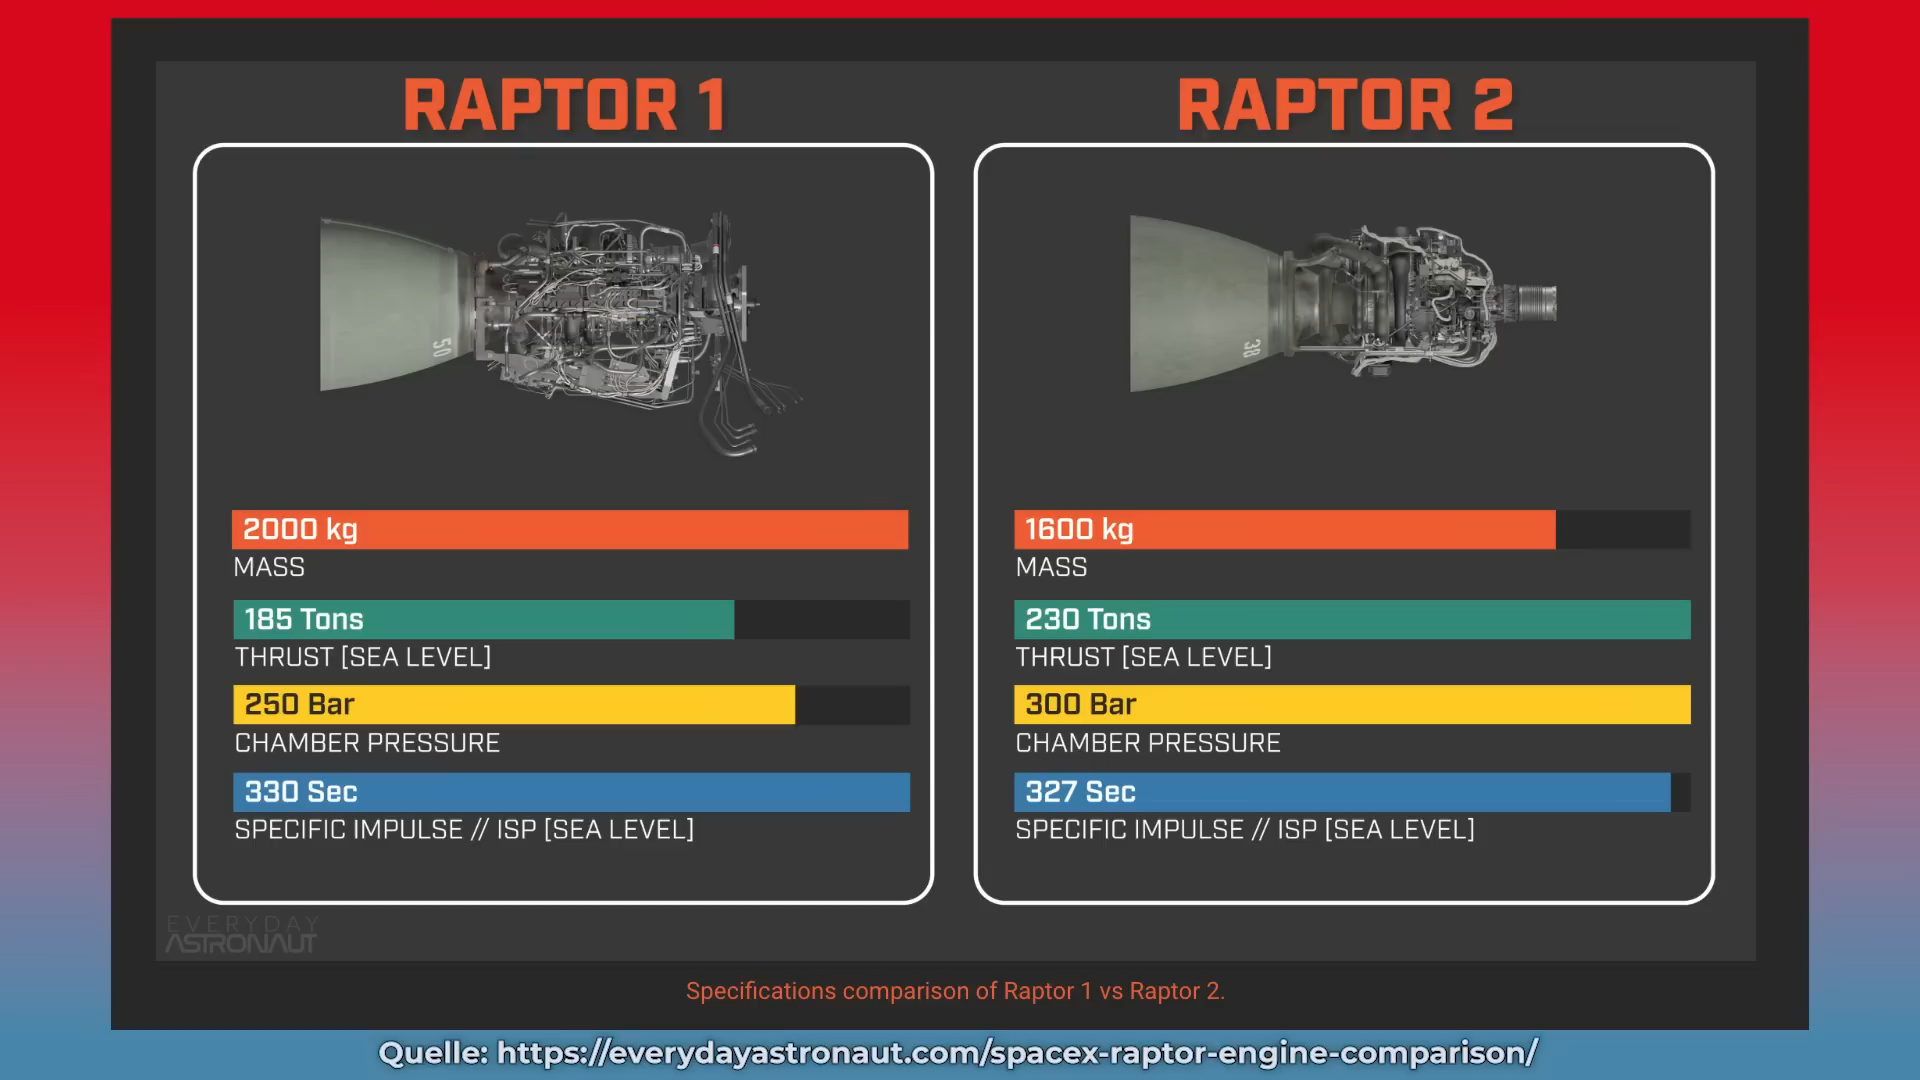 RAPTOR 1
50
2000 kg
MASS
185 Tons
THRUST [SEA LEVEL]
250 Bar
CHAMBER PRESSURE
330 Sec
SPECIFIC IMPULSE // ISP [SEA LEVEL]
RAPTOR 2
38
1600 kg
MASS
230 Tons
THRUST [SEA LEVEL]
300 Bar
CHAMBER PRESSURE
327 Sec
SPECIFIC IMPULSE // ISP [SEA LEVEL]
EVERYDAY
ASTRONAUT
Specifications comparison of Raptor 1 vs Raptor 2.
Quelle: https://everydayastronaut.com/spacex-raptor-engine-comparison/